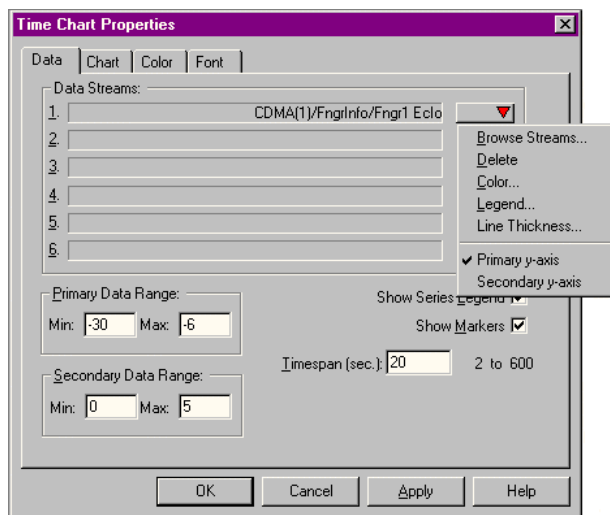 Time Chart Properties
Data Chart Color Font
Data Streams:
1. CDMA(1)/FngrInfo/Fngr1 EcIo
2.
3.
4.
5.
6.
Browse Streams...
Delete
Color...
Legend...
Line Thickness...
Primary y-axis
Secondary y-axis
Primary Data Range:
Min: -30 Max: -6
Show Series Legend
Show Markers
Timespan (sec.): 20 2 to 600
Secondary Data Range:
Min: 0 Max: 5
OK Cancel Apply Help